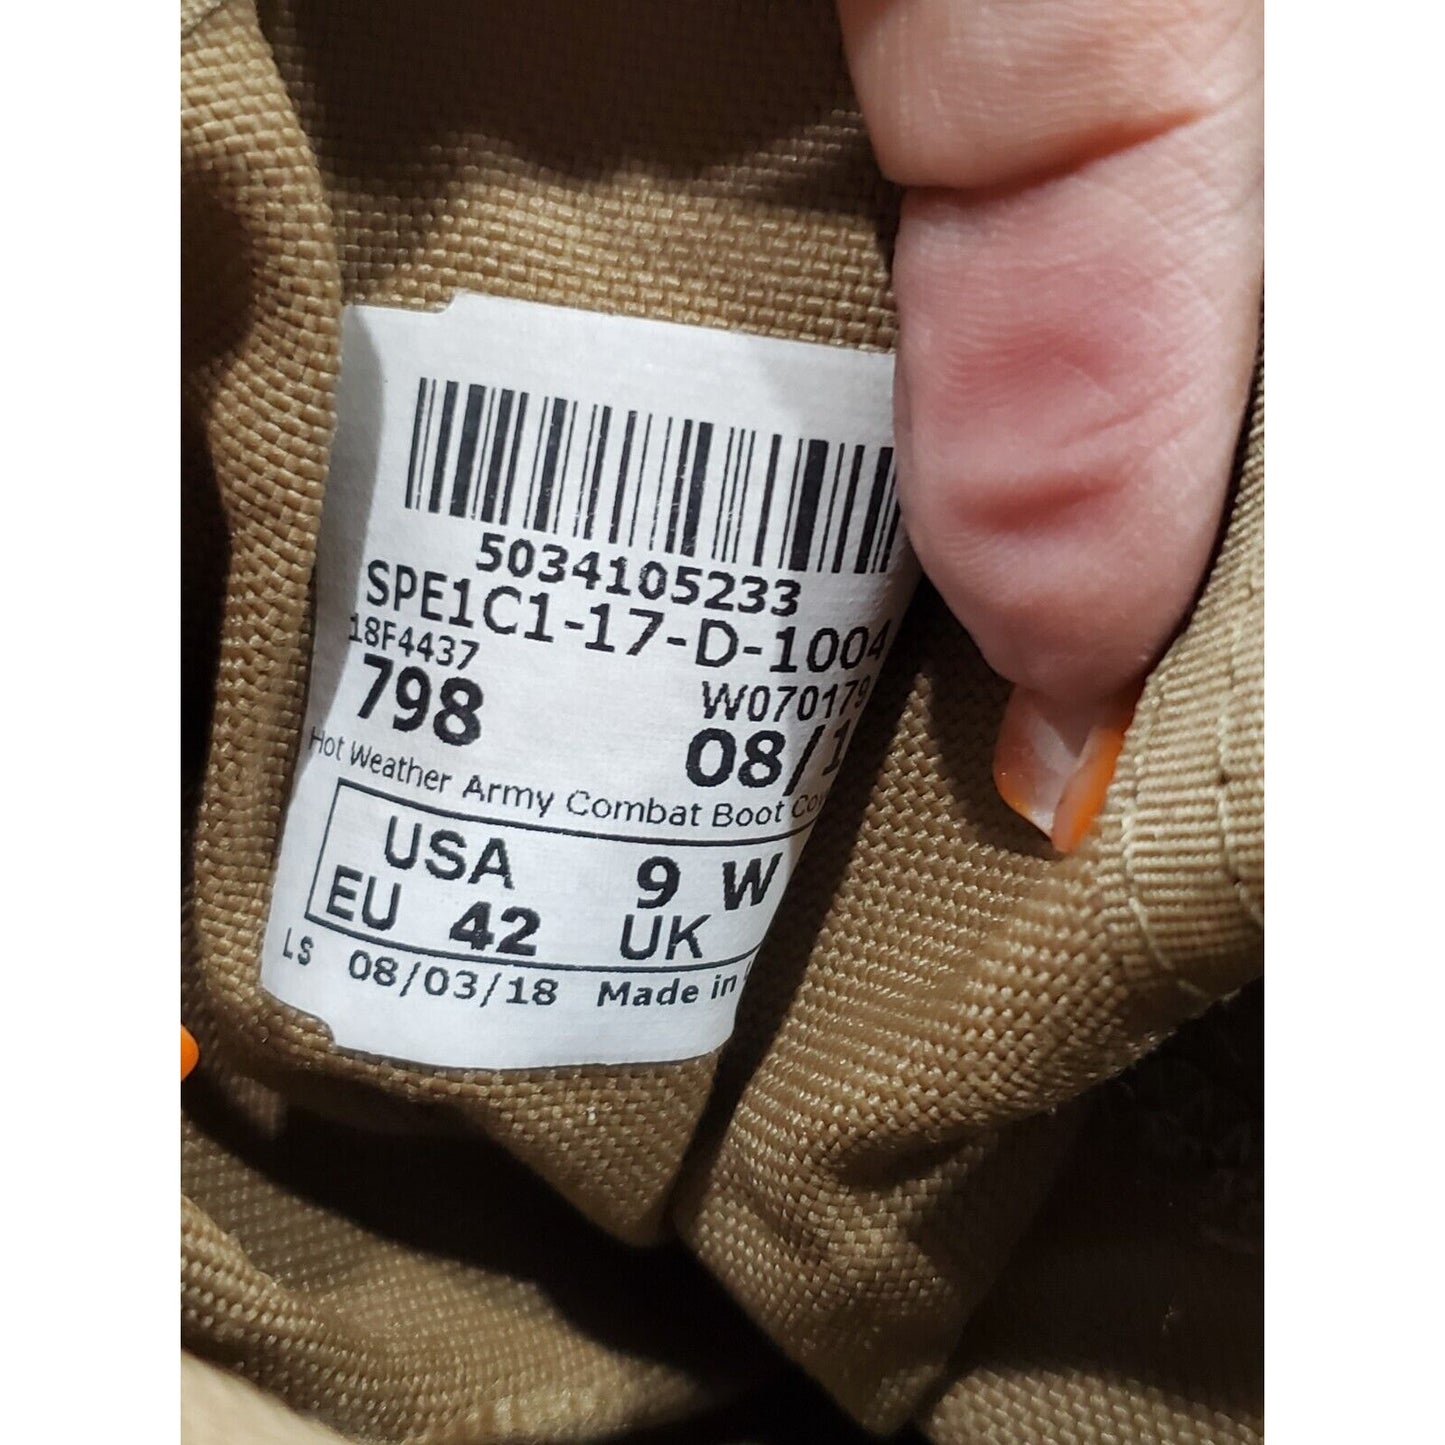 5034105233
SPE1C1-17-D-1004
18F4437
W070179
798
08/1
Hot Weather Army Combat Boot
USA 9 W
EU 42 UK
LS 08/03/18 Made in